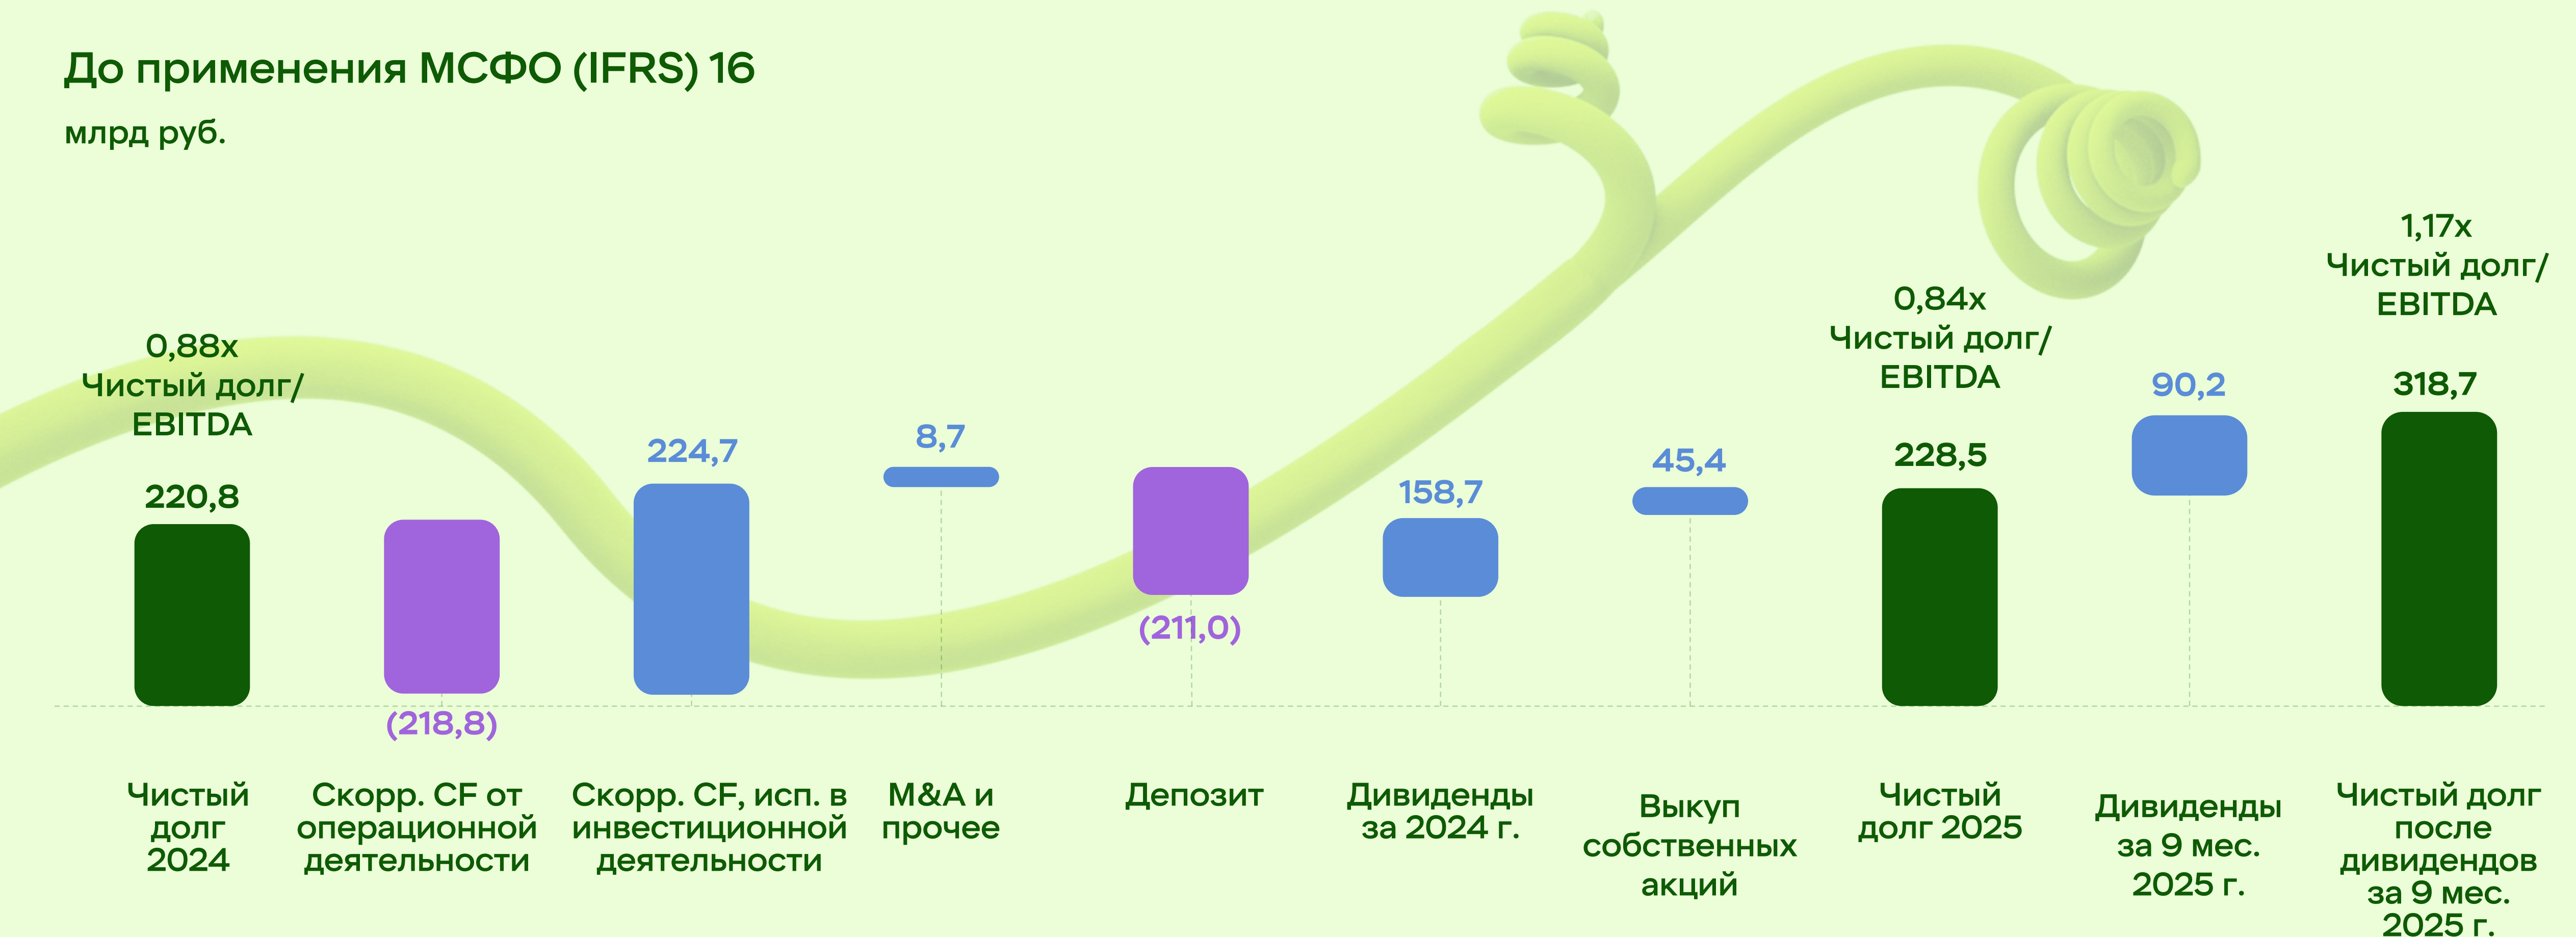 До применения МСФО (IFRS) 16
млрд руб.
0,88x
Чистый долг/
EBITDA
220,8
(218,8)
224,7
8,7
(211,0)
158,7
45,4
0,84x
Чистый долг/
EBITDA
228,5
90,2
1,17x
Чистый долг/
EBITDA
318,7
Чистый
долг
2024
Скорр. CF от
операционной
деятельности
Скорр. CF, исп. в
инвестиционной
деятельности
M&A и
прочее
Депозит
Дивиденды
за 2024 г.
Выкуп
собственных
акций
Чистый
долг 2025
Дивиденды
за 9 мес.
2025 г.
Чистый долг
после
дивидендов
за 9 мес.
2025 г.